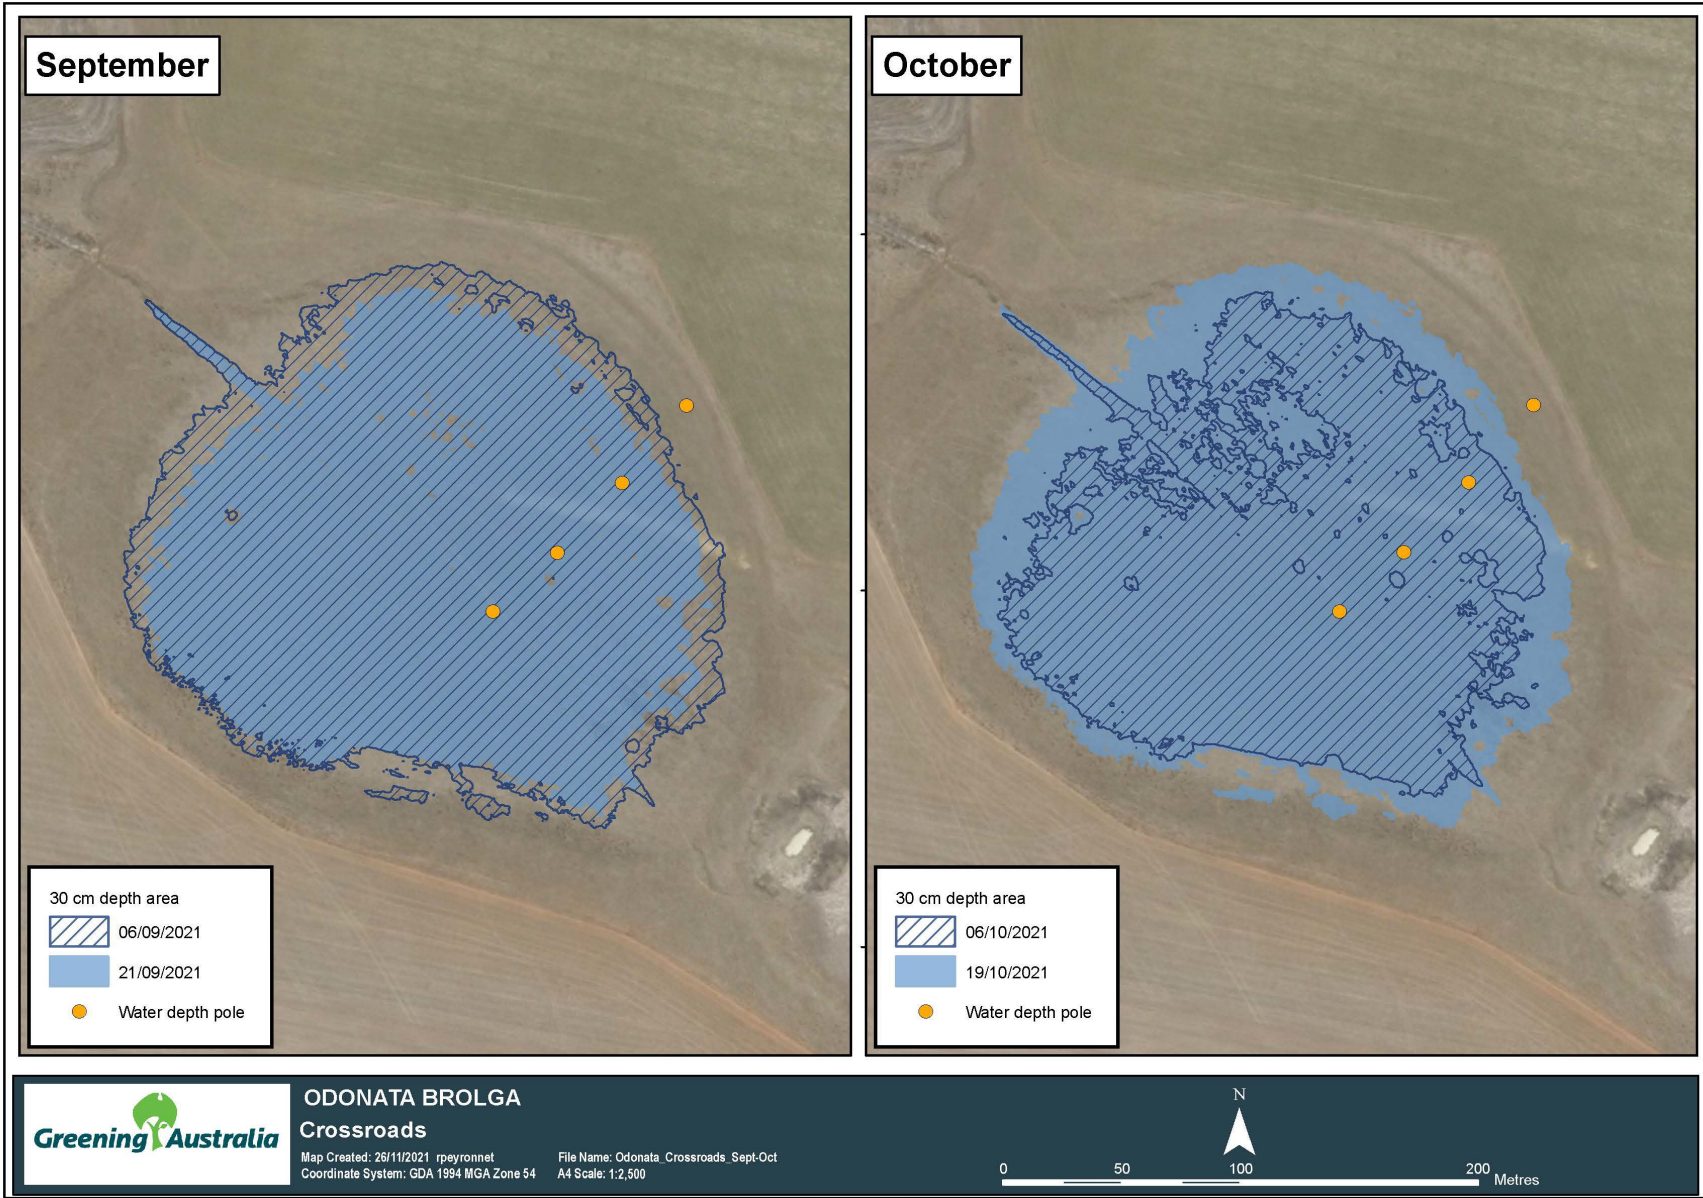 September
30 cm depth area
06/09/2021
21/09/2021
Water depth pole
October
30 cm depth area
06/10/2021
19/10/2021
Water depth pole
Greening Australia
ODONATA BROLGA
Crossroads
Map Created: 26/11/2021 rpeyronnet File Name: Odonata_Crossroads_Sept-Oct
Coordinate System: GDA 1994 MGA Zone 54 A4 Scale: 1:2,500
N
0 50 100 200
Metres